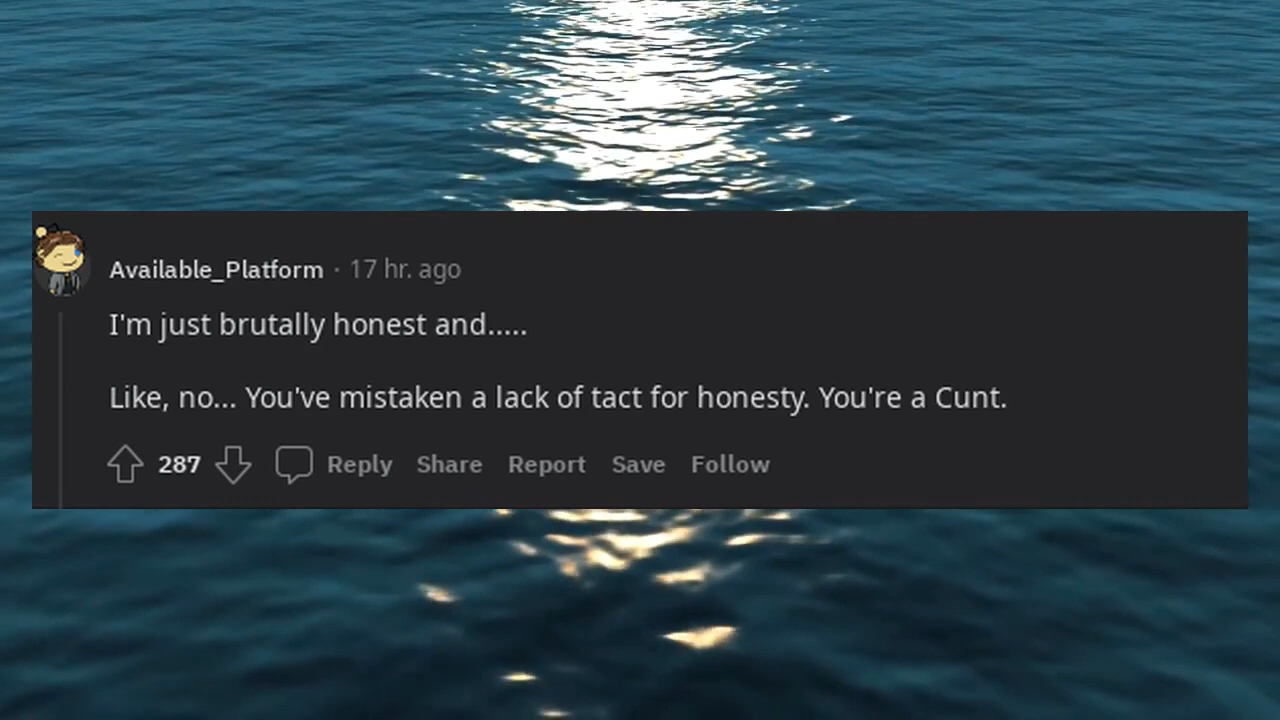 Available_Platform · 17 hr. ago
I'm just brutally honest and.....
Like, no... You've mistaken a lack of tact for honesty. You're a Cunt.
287 Reply Share Report Save Follow